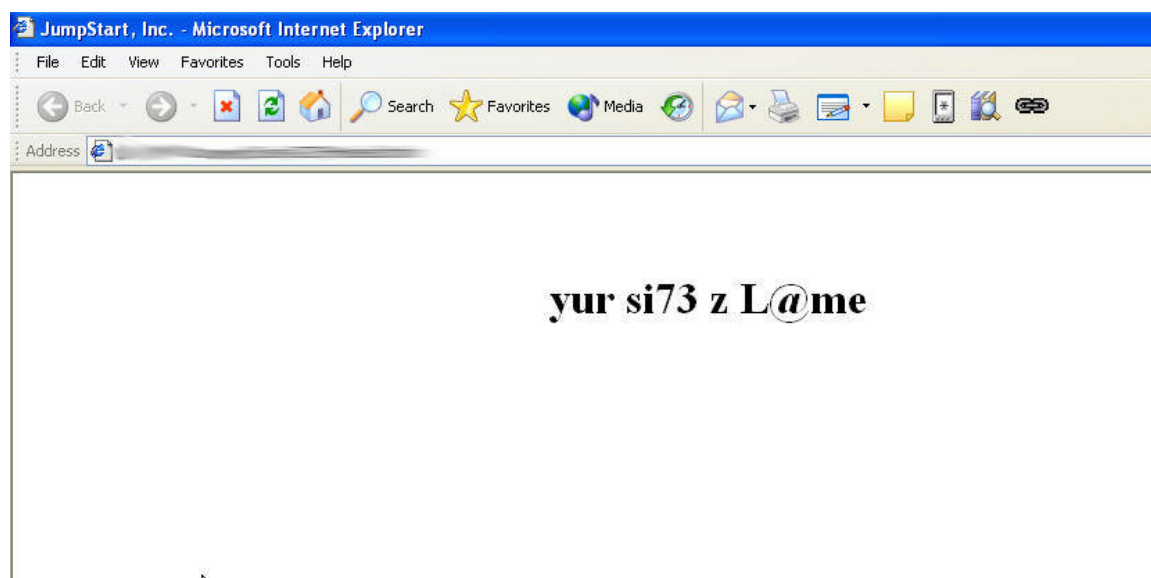 JumpStart, Inc. - Microsoft Internet Explorer
File Edit View Favorites Tools Help
Back Search Favorites Media
Address
yur si73 z L@me